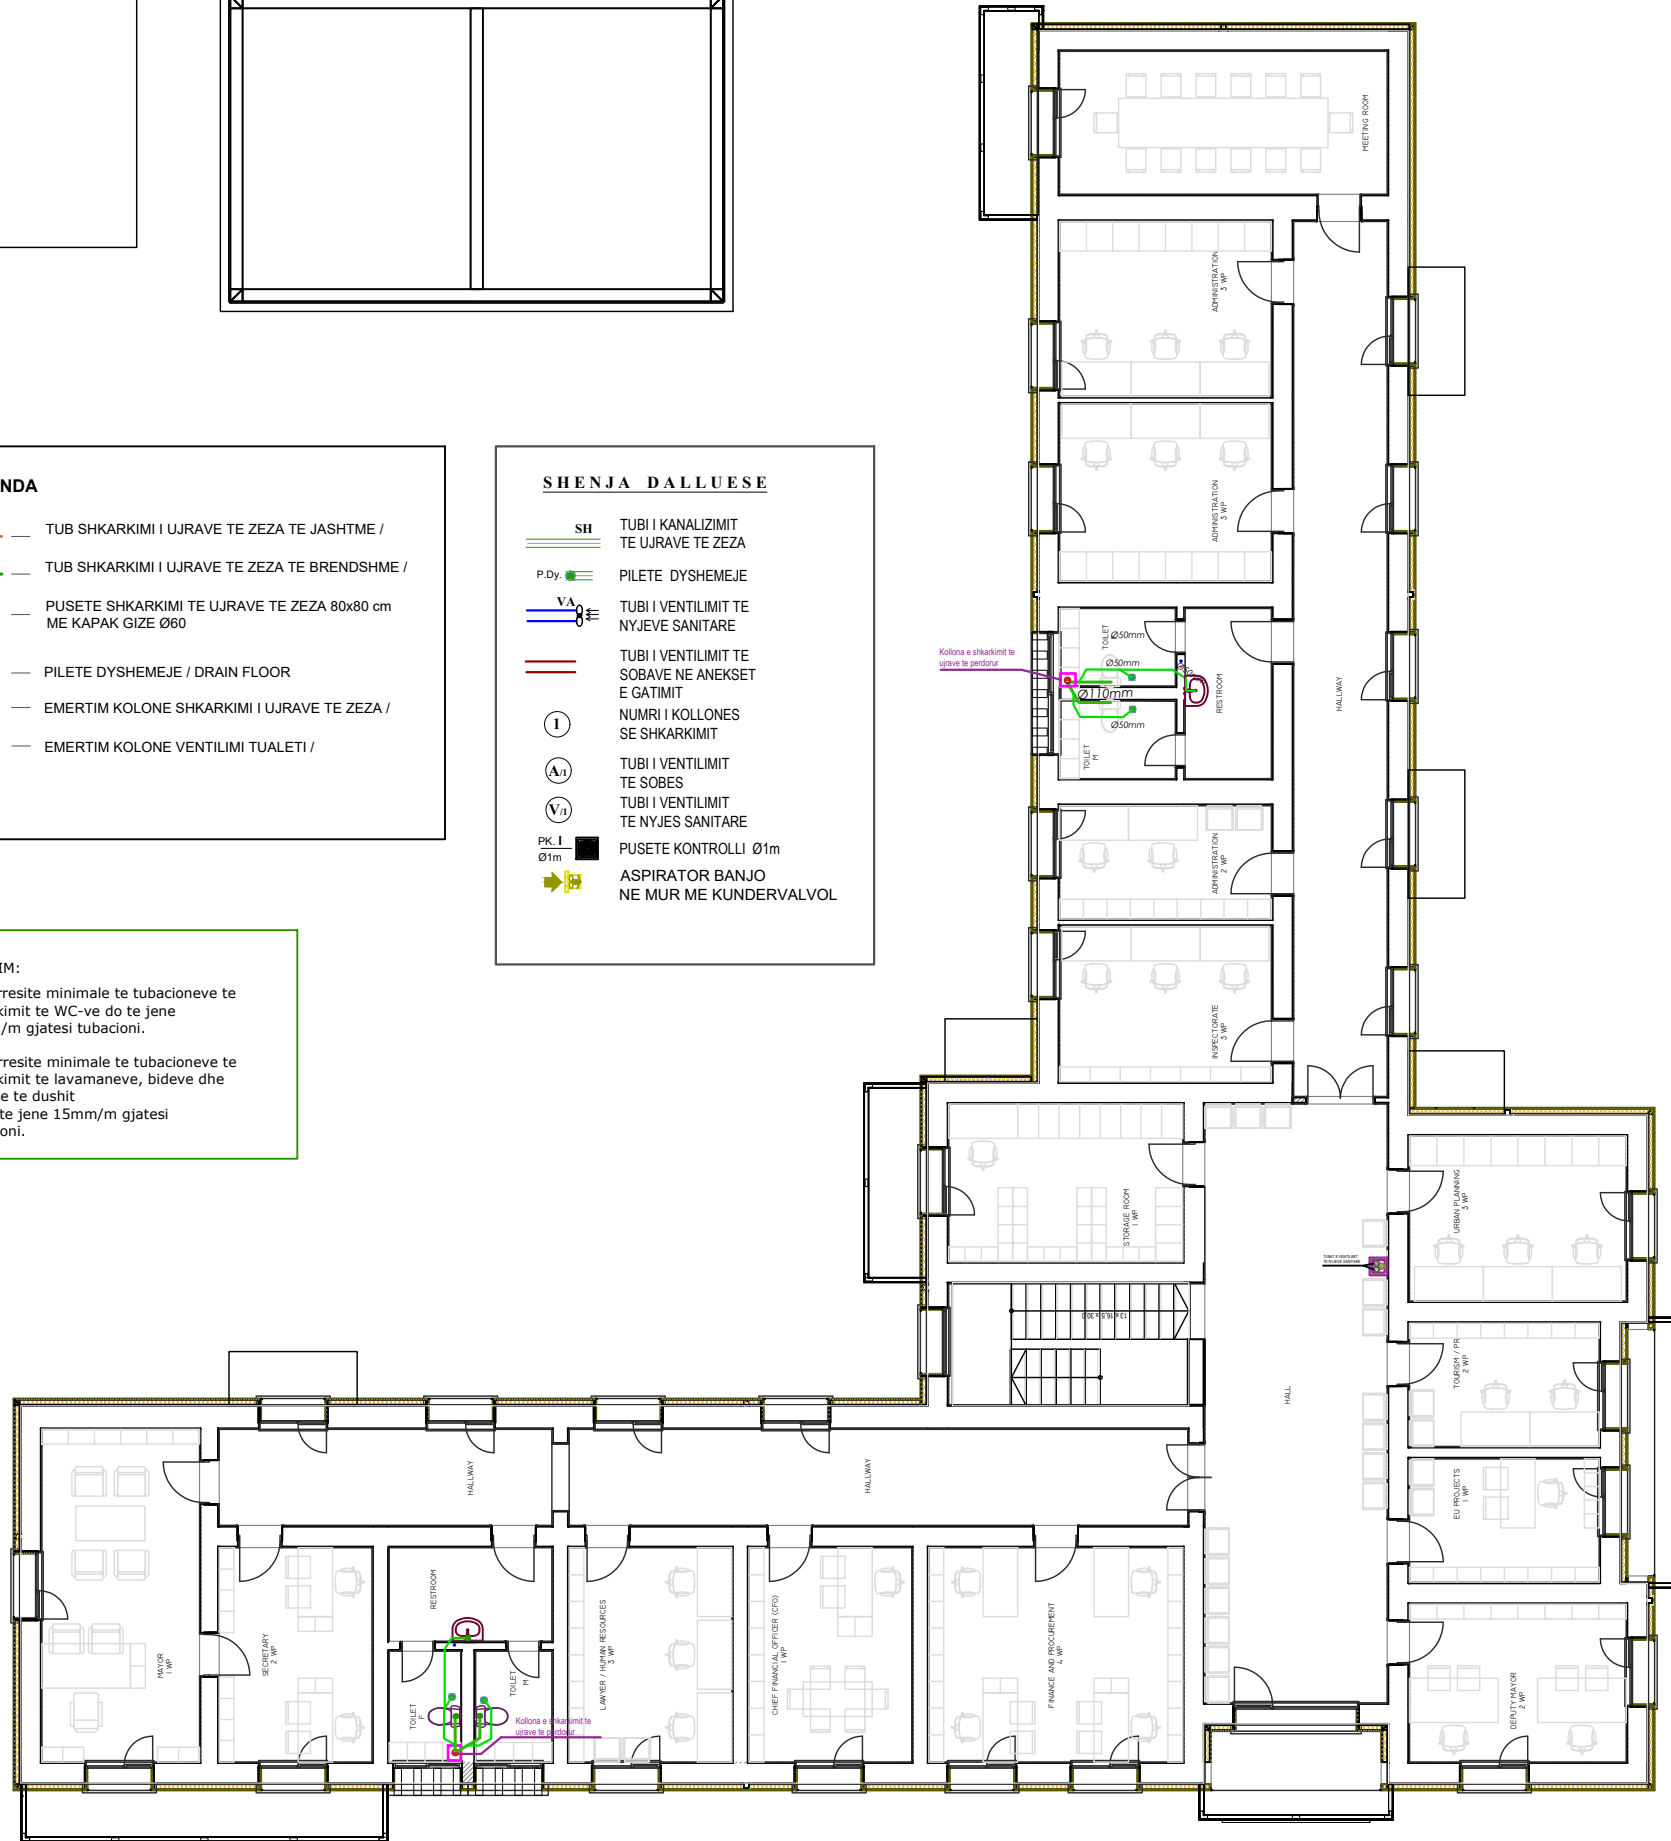 NDA
TUB SHKARKIMI I UJRAVE TE ZEZA TE JASHTME /
TUB SHKARKIMI I UJRAVE TE ZEZA TE BRENDSHME /
PUSETE SHKARKIMI TE UJRAVE TE ZEZA 80x80 cm
ME KAPAK GIZE Ø60
PILETE DYSHEMEJE / DRAIN FLOOR
EMERTIM KOLONE SHKARKIMI I UJRAVE TE ZEZA /
EMERTIM KOLONE VENTILIMI TUALETI /
SHENJA DALLUESE
SH
TUBI I KANALIZIMIT
TE UJRAVE TE ZEZA
P.Dy.
PILETE DYSHEMEJE
VA
TUBI I VENTILIMIT TE
NYJEVE SANITARE
TUBI I VENTILIMIT TE
SOBAVE NE ANEKSET
E GATIMIT
1
NUMRI I KOLLONES
SE SHKARKIMIT
A/1
TUBI I VENTILIMIT
TE SOBES
V/1
TUBI I VENTILIMIT
TE NYJES SANITARE
PK. I
Ø1m
PUSETE KONTROLLI Ø1m
ASPIRATOR BANJO
NE MUR ME KUNDERVALVOL
IM:
rresite minimale te tubacioneve te
kimit te WC-ve do te jene
/m gjatesi tubacioni.
rresite minimale te tubacioneve te
kimit te lavamaneve, bideve dhe
e te dushit
te jene 15mm/m gjatesi
oni.
MEETING ROOM
ADMINISTRATION
3 WP
ADMINISTRATION
3 WP
Kollona e shkarkimit te
ujrave te perdorur
TOILET
Ø50mm
Ø50mm
Ø110mm
Ø50mm
TOILET
M
RESTROOM
HALLWAY
ADMINISTRATION
2 WP
INSPECTORATE
3 WP
STORAGE ROOM
1 WP
URBAN PLANNING
3 WP
TUBAT E VENTILIMIT
TE NYJEVE SANITARE
13 x 16.5 x 30.0
TOURISM / PR
2 WP
HALL
EU PROJECTS
1 WP
DEPUTY MAYOR
2 WP
HALLWAY
HALLWAY
MAYOR
1 WP
SECRETARY
2 WP
RESTROOM
TOILET
F
TOILET
M
Kollona e shkarkimit te
ujrave te perdorur
LAWYER / HUMAN RESOURCES
3 WP
CHIEF FINANCIAL OFFICER (CFO)
1 WP
FINANCE AND PROCUREMENT
4 WP